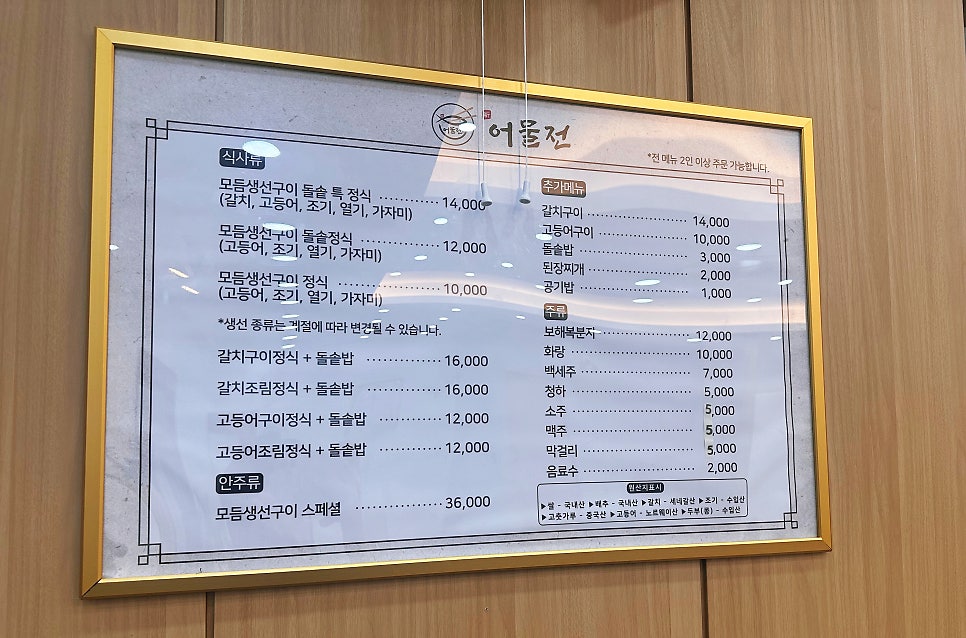 어물전
어물전
*전 메뉴 2인 이상 주문 가능합니다.
식사류
모듬생선구이 돌솥 특 정식 14,000
(갈치, 고등어, 조기, 열기, 가자미)
모듬생선구이 돌솥정식 12,000
(고등어, 조기, 열기, 가자미)
모듬생선구이 정식 10,000
(고등어, 조기, 열기, 가자미)
*생선 종류는 계절에 따라 변경될 수 있습니다.
갈치구이정식 + 돌솥밥 16,000
갈치조림정식 + 돌솥밥 16,000
고등어구이정식 + 돌솥밥 12,000
고등어조림정식 + 돌솥밥 12,000
안주류
모듬생선구이 스페셜 36,000
추가메뉴
갈치구이 14,000
고등어구이 10,000
돌솥밥 3,000
된장찌개 2,000
공기밥 1,000
주류
보해복분자 12,000
화랑 10,000
백세주 7,000
청하 5,000
소주 5,000
맥주 5,000
막걸리 5,000
음료수 2,000
원산지표시
▶쌀 - 국내산 ▶배추 - 국내산 ▶갈치 - 세네갈산 ▶조기 - 수입산
▶고춧가루 - 중국산 ▶고등어 - 노르웨이산 ▶두부(콩) - 수입산